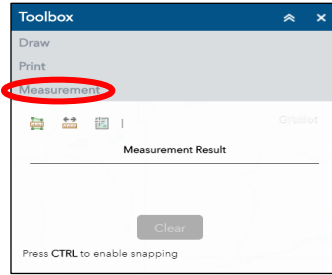 Toolbox
Draw
Print
Measurement
Measurement Result
Clear
Press CTRL to enable snapping